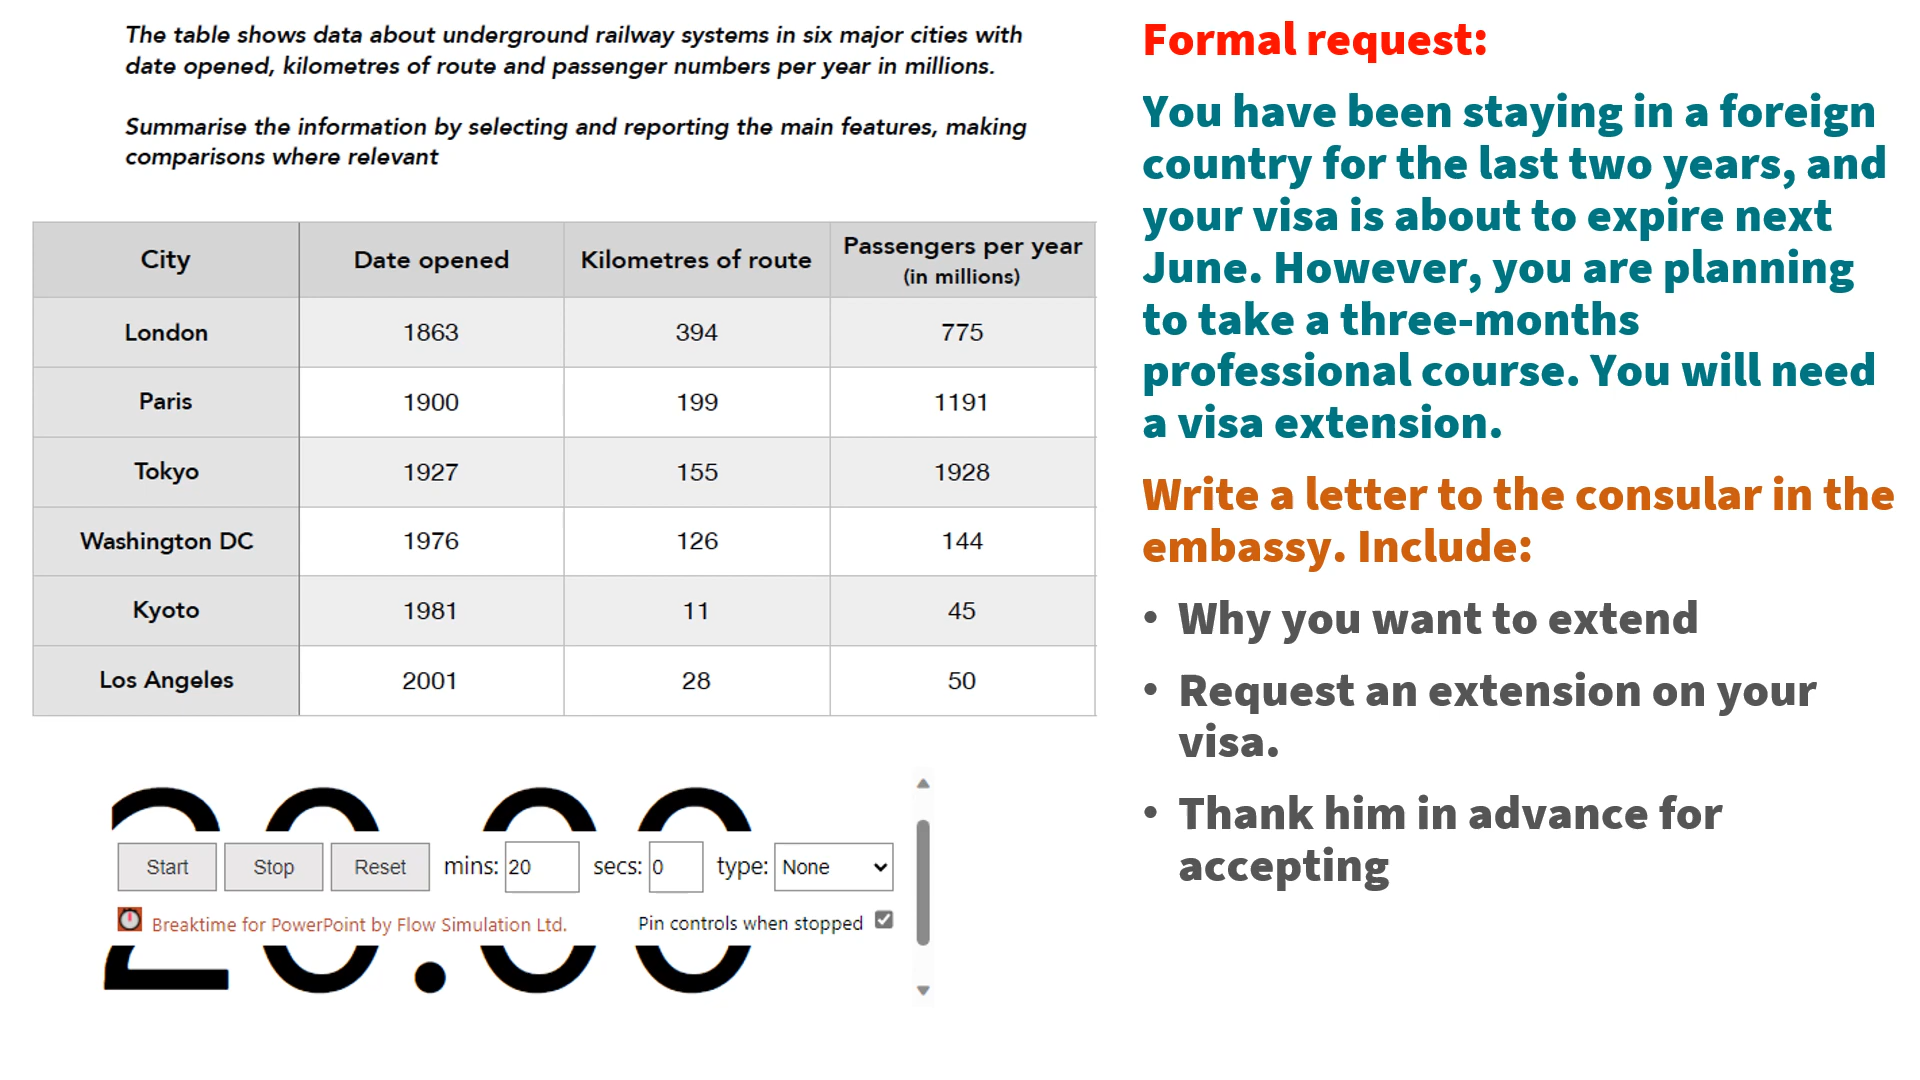 The table shows data about underground railway systems in six major cities with
date opened, kilometres of route and passenger numbers per year in millions.
Summarise the information by selecting and reporting the main features, making
comparisons where relevant
City Date opened Kilometres of route Passengers per year
(in millions)
London 1863 394 775
Paris 1900 199 1191
Tokyo 1927 155 1928
Washington DC 1976 126 144
Kyoto 1981 11 45
Los Angeles 2001 28 50
20.00
Start Stop Reset mins: 20 secs: 0 type: None
Breaktime for PowerPoint by Flow Simulation Ltd. Pin controls when stopped
Formal request:
You have been staying in a foreign
country for the last two years, and
your visa is about to expire next
June. However, you are planning
to take a three-months
professional course. You will need
a visa extension.
Write a letter to the consular in the
embassy. Include:
• Why you want to extend
• Request an extension on your
visa.
• Thank him in advance for
accepting